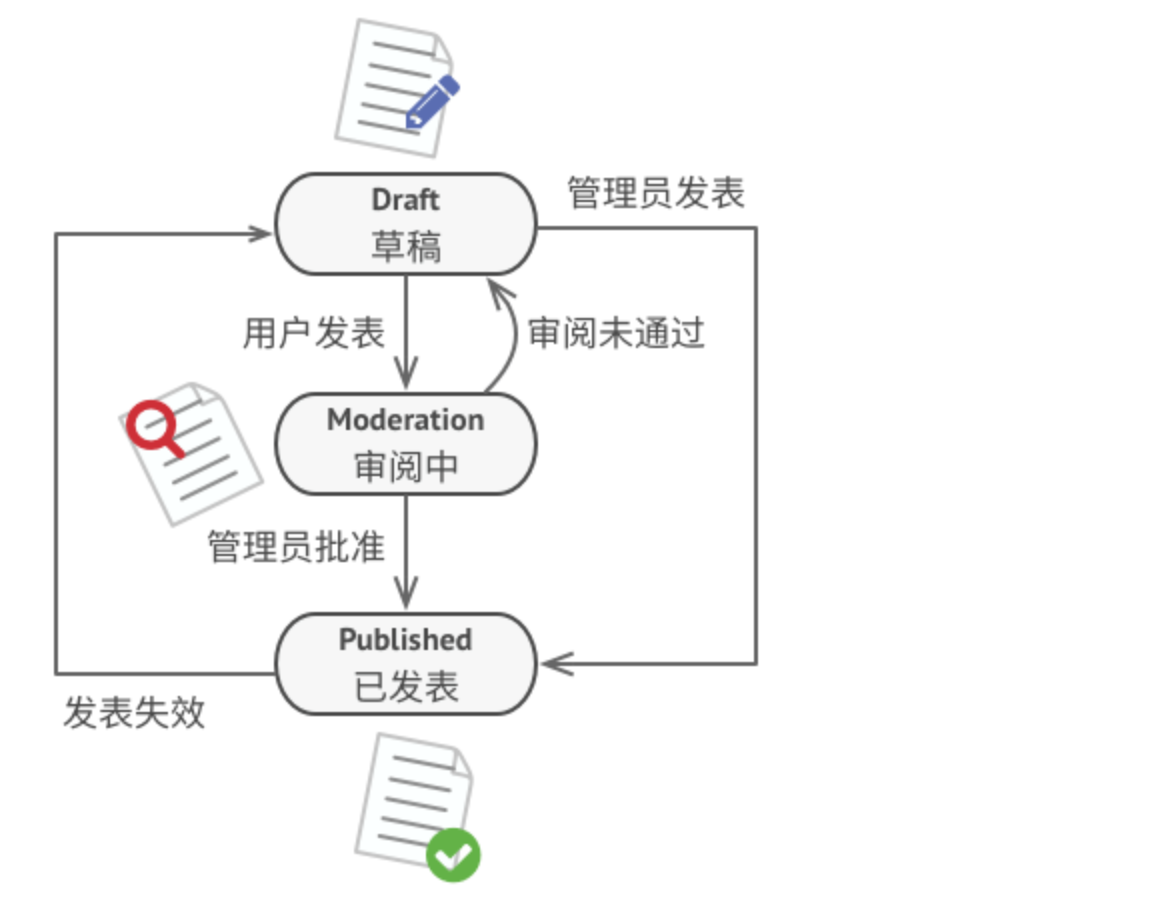 Draft
草稿
管理员发表
用户发表
审阅未通过
Moderation
审阅中
管理员批准
Published
已发表
发表失效